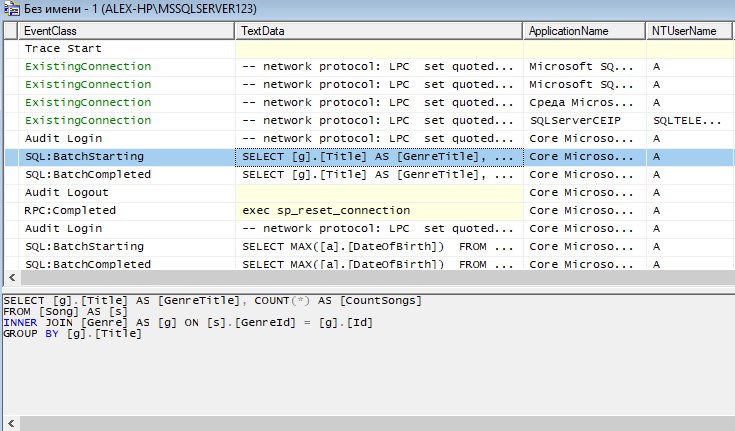 Без имени - 1 (ALEX-HP\MSSQLSERVER123)
EventClass TextData ApplicationName NTUserName
Trace Start
ExistingConnection -- network protocol: LPC set quoted... Microsoft SQ... A
ExistingConnection -- network protocol: LPC set quoted... Microsoft SQ... A
ExistingConnection -- network protocol: LPC set quoted... Среда Micros... A
ExistingConnection -- network protocol: LPC set quoted... SQLServerCEIP SQLTELE...
Audit Login -- network protocol: LPC set quoted... Core Microso... A
SQL:BatchStarting SELECT [g].[Title] AS [GenreTitle], ... Core Microso... A
SQL:BatchCompleted SELECT [g].[Title] AS [GenreTitle], ... Core Microso... A
Audit Logout Core Microso... A
RPC:Completed exec sp_reset_connection Core Microso... A
Audit Login -- network protocol: LPC set quoted... Core Microso... A
SQL:BatchStarting SELECT MAX([a].[DateOfBirth]) FROM ... Core Microso... A
SQL:BatchCompleted SELECT MAX([a].[DateOfBirth]) FROM ... Core Microso... A
SELECT [g].[Title] AS [GenreTitle], COUNT(*) AS [CountSongs]
FROM [Song] AS [s]
INNER JOIN [Genre] AS [g] ON [s].[GenreId] = [g].[Id]
GROUP BY [g].[Title]